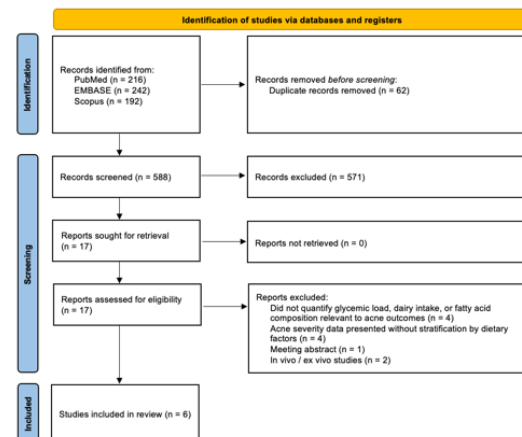 Identification of studies via databases and registers
Identification
Records identified from:
PubMed (n = 216)
EMBASE (n = 242)
Scopus (n = 192)
Records removed before screening:
Duplicate records removed (n = 62)
Screening
Records screened (n = 588)
Records excluded (n = 571)
Reports sought for retrieval
(n = 17)
Reports not retrieved (n = 0)
Reports assessed for eligibility
(n = 17)
Reports excluded:
Did not quantify glycemic load, dairy intake, or fatty acid
composition relevant to acne outcomes (n = 4)
Acne severity data presented without stratification by dietary
factors (n = 4)
Meeting abstract (n = 1)
In vivo / ex vivo studies (n = 2)
Included
Studies included in review (n = 6)